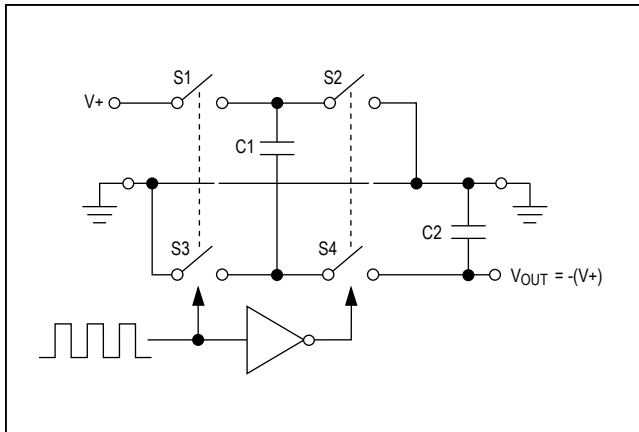 S1
S2
V+
C1
S3
S4
C2
VOUT = -(V+)